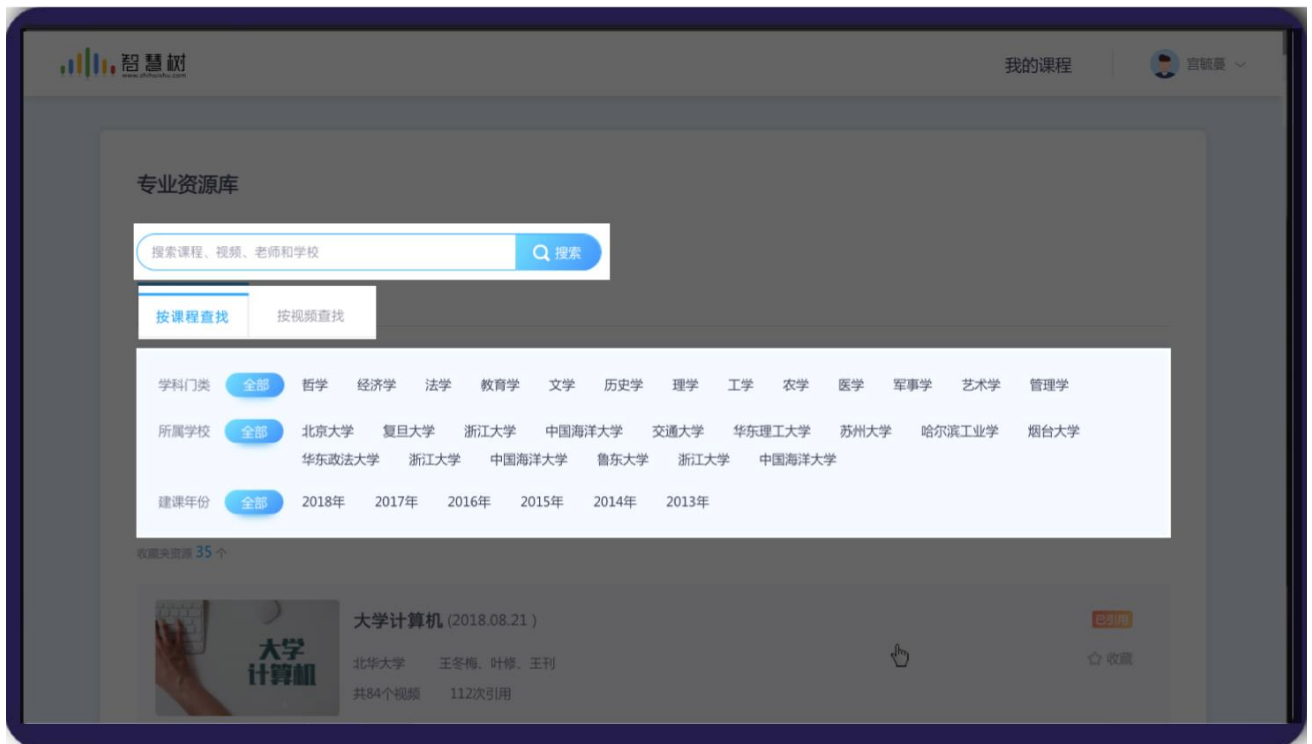 智慧树
www.zhihuishu.com
我的课程 宫毓蔓
专业资源库
搜索课程、视频、老师和学校 搜索
按课程查找 按视频查找
学科门类 全部 哲学 经济学 法学 教育学 文学 历史学 理学 工学 农学 医学 军事学 艺术学 管理学
所属学校 全部 北京大学 复旦大学 浙江大学 中国海洋大学 交通大学 华东理工大学 苏州大学 哈尔滨工业学 烟台大学
华东政法大学 浙江大学 中国海洋大学 鲁东大学 浙江大学 中国海洋大学
建课年份 全部 2018年 2017年 2016年 2015年 2014年 2013年
收藏夹资源 35 个
大学计算机 (2018.08.21 ) 已引用
大学
计算机
北华大学 王冬梅、叶修、王刊 收藏
共84个视频 112次引用